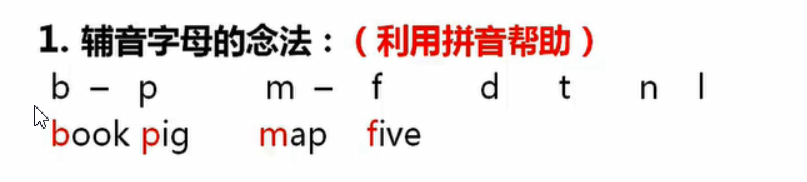 1. 辅音字母的念法：（利用拼音帮助）
b – p m – f d t n l
book pig map five